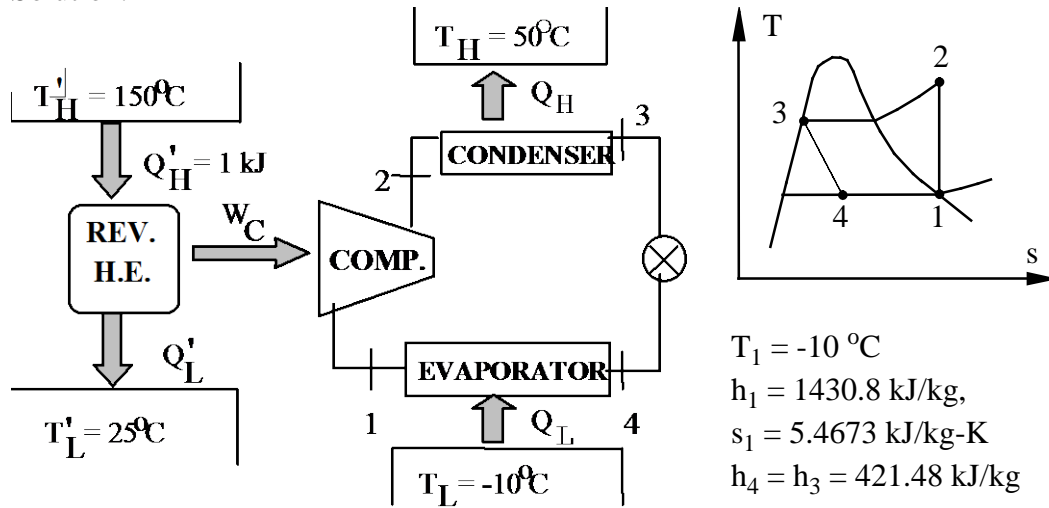 T'H = 150°C
Q'H = 1 kJ
REV.
H.E.
WC
Q'L
T'L = 25°C
TH = 50°C
QH
3
CONDENSER
2
COMP.
EVAPORATOR
1
QL
4
TL = -10°C
T
2
3
4
1
s
T1 = -10 °C
h1 = 1430.8 kJ/kg,
s1 = 5.4673 kJ/kg-K
h4 = h3 = 421.48 kJ/kg